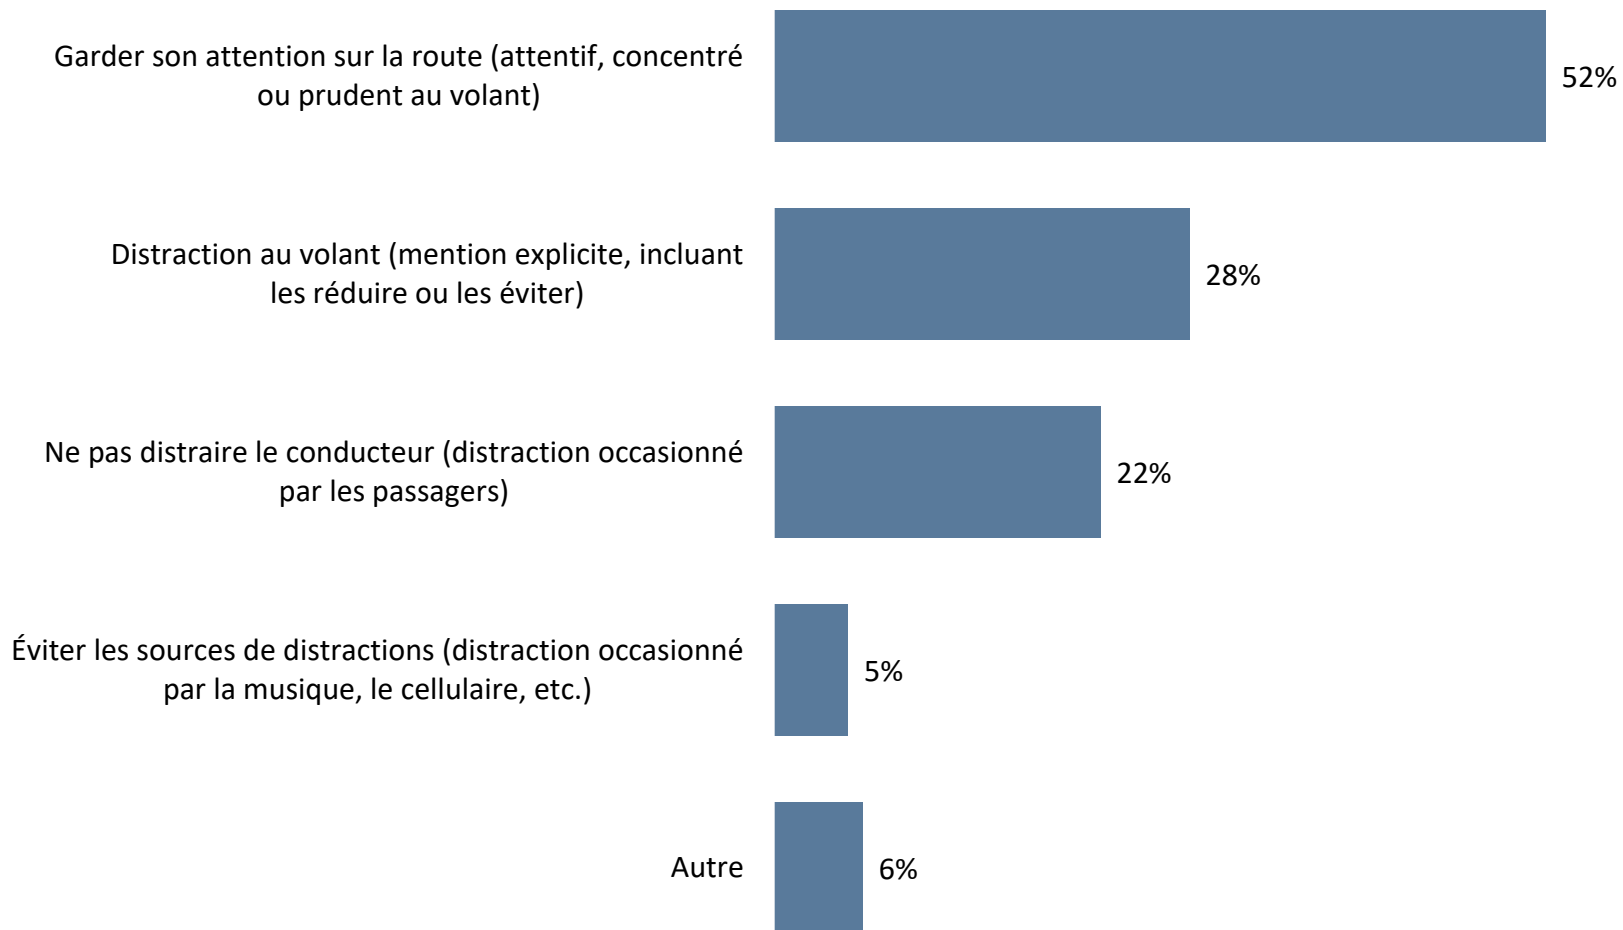 Garder son attention sur la route (attentif, concentré
ou prudent au volant)
52%
Distraction au volant (mention explicite, incluant
les réduire ou les éviter)
28%
Ne pas distraire le conducteur (distraction occasionné
par les passagers)
22%
Éviter les sources de distractions (distraction occasionné
par la musique, le cellulaire, etc.)
5%
Autre
6%